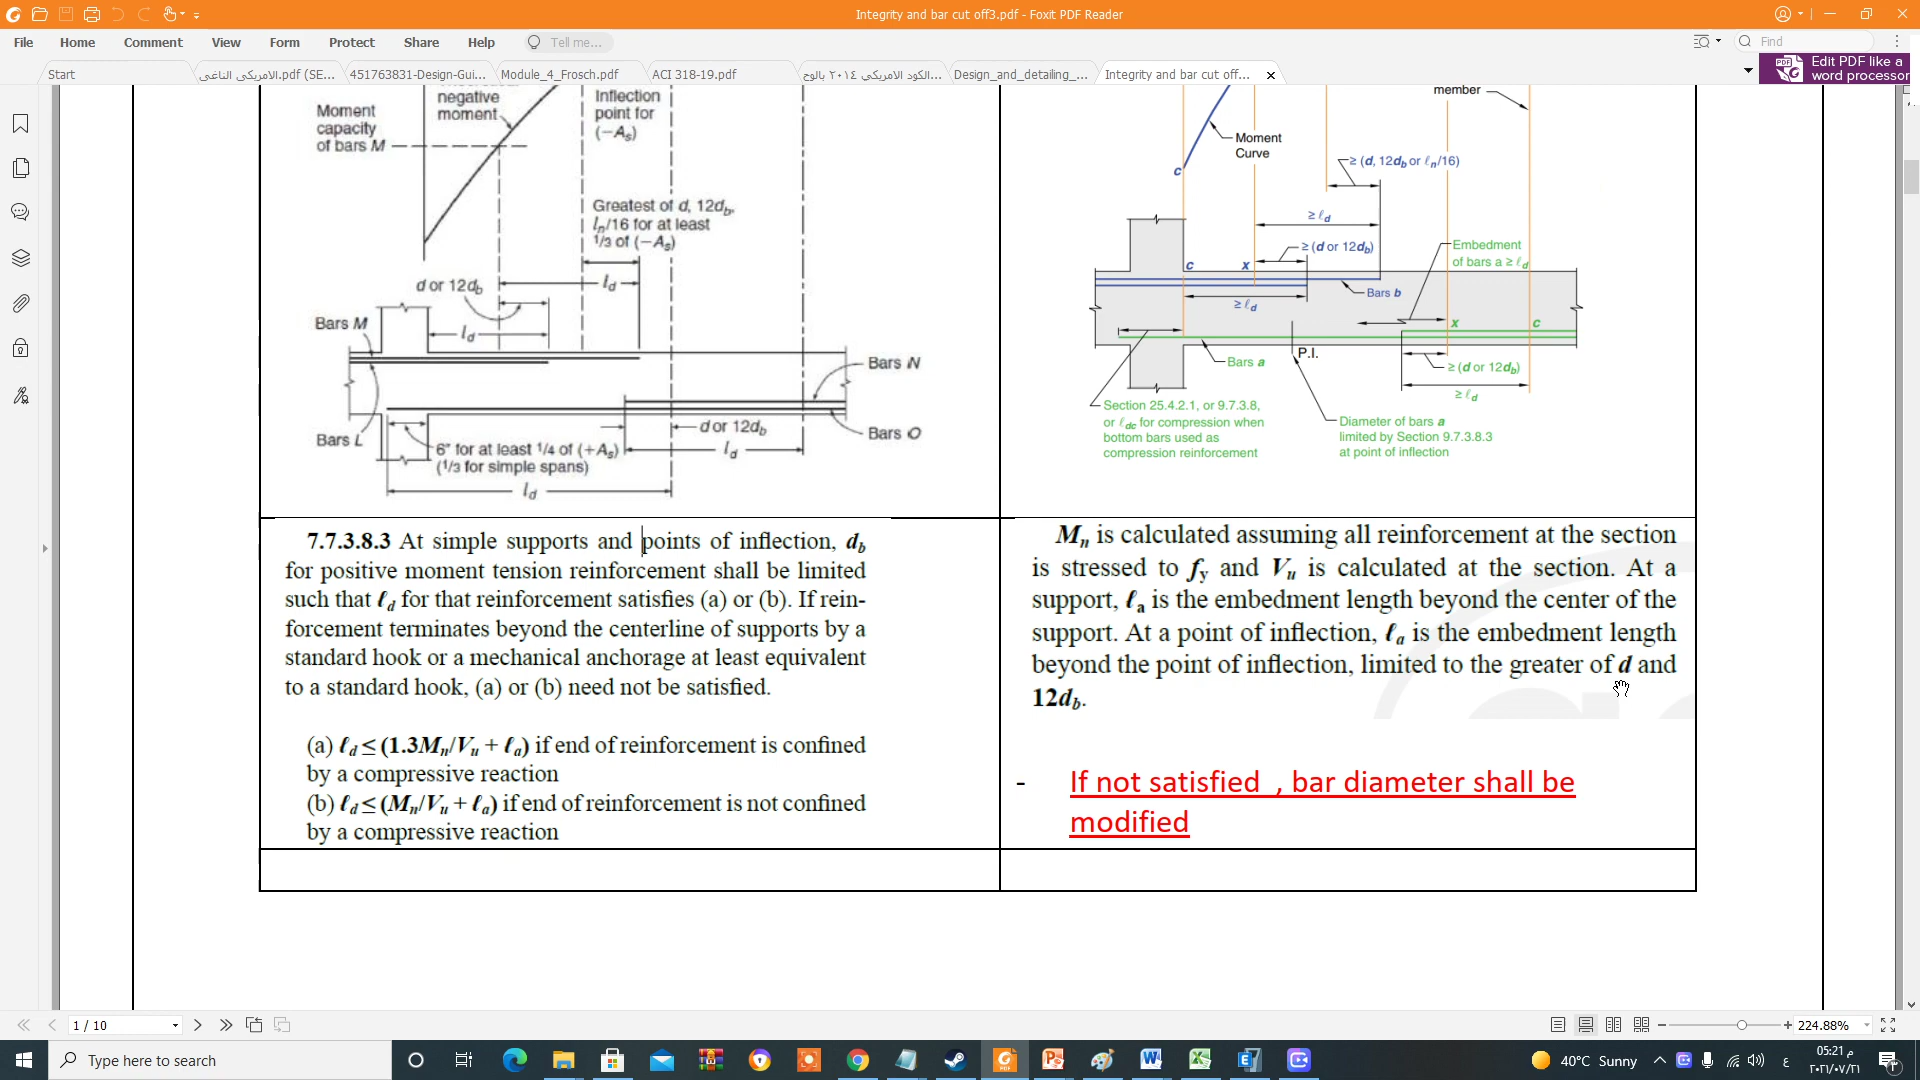 Integrity and bar cut off3.pdf - Foxit PDF Reader
File Home Comment View Form Protect Share Help Tell me... Find
Start
الامريكى الناغى.pdf (SE...
451763831-Design-Gui...
Module_4_Frosch.pdf
ACI 318-19.pdf
الكود الامريكي ٢٠١٤ بالوح...
Design_and_detailing_...
Integrity and bar cut off...
Edit PDF like a
word processor
negative
moment
Moment
capacity
of bars M
Inflection
point for
(−As)
Greatest of d, 12db,
ln/16 for at least
1/3 of (−As)
d or 12db
ld
Bars M
ld
Bars N
Bars L
6" for at least 1/4 of (+As)
(1/3 for simple spans)
d or 12db
ld
Bars O
ld
member
Moment
Curve
c
≥ (d, 12db or ℓn/16)
≥ ℓd
≥ (d or 12db)
Embedment
of bars a ≥ ℓd
c
x
Bars b
≥ ℓd
x
c
P.I.
Bars a
≥ (d or 12db)
≥ ℓd
Section 25.4.2.1, or 9.7.3.8,
or ℓdc for compression when
bottom bars used as
compression reinforcement
Diameter of bars a
limited by Section 9.7.3.8.3
at point of inflection
7.7.3.8.3 At simple supports and points of inflection, db
for positive moment tension reinforcement shall be limited
such that ℓd for that reinforcement satisfies (a) or (b). If rein-
forcement terminates beyond the centerline of supports by a
standard hook or a mechanical anchorage at least equivalent
to a standard hook, (a) or (b) need not be satisfied.
(a) ℓd ≤ (1.3Mn/Vu + ℓa) if end of reinforcement is confined
by a compressive reaction
(b) ℓd ≤ (Mn/Vu + ℓa) if end of reinforcement is not confined
by a compressive reaction
Mn is calculated assuming all reinforcement at the section
is stressed to fy and Vu is calculated at the section. At a
support, ℓa is the embedment length beyond the center of the
support. At a point of inflection, ℓa is the embedment length
beyond the point of inflection, limited to the greater of d and
12db.
- If not satisfied , bar diameter shall be
modified
1 / 10
224.88%
Type here to search
40°C Sunny
ع
05:21 م
٢٠٢١/٠٧/٢١